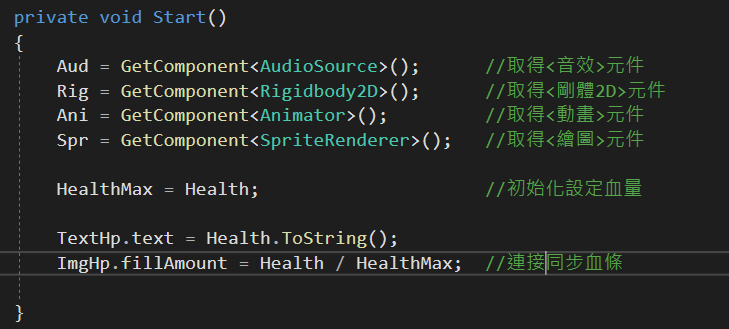 private void Start()
{
Aud = GetComponent<AudioSource>(); //取得<音效>元件
Rig = GetComponent<Rigidbody2D>(); //取得<剛體2D>元件
Ani = GetComponent<Animator>(); //取得<動畫>元件
Spr = GetComponent<SpriteRenderer>(); //取得<繪圖>元件
HealthMax = Health; //初始化設定血量
TextHp.text = Health.ToString();
ImgHp.fillAmount = Health / HealthMax; //連接同步血條
}